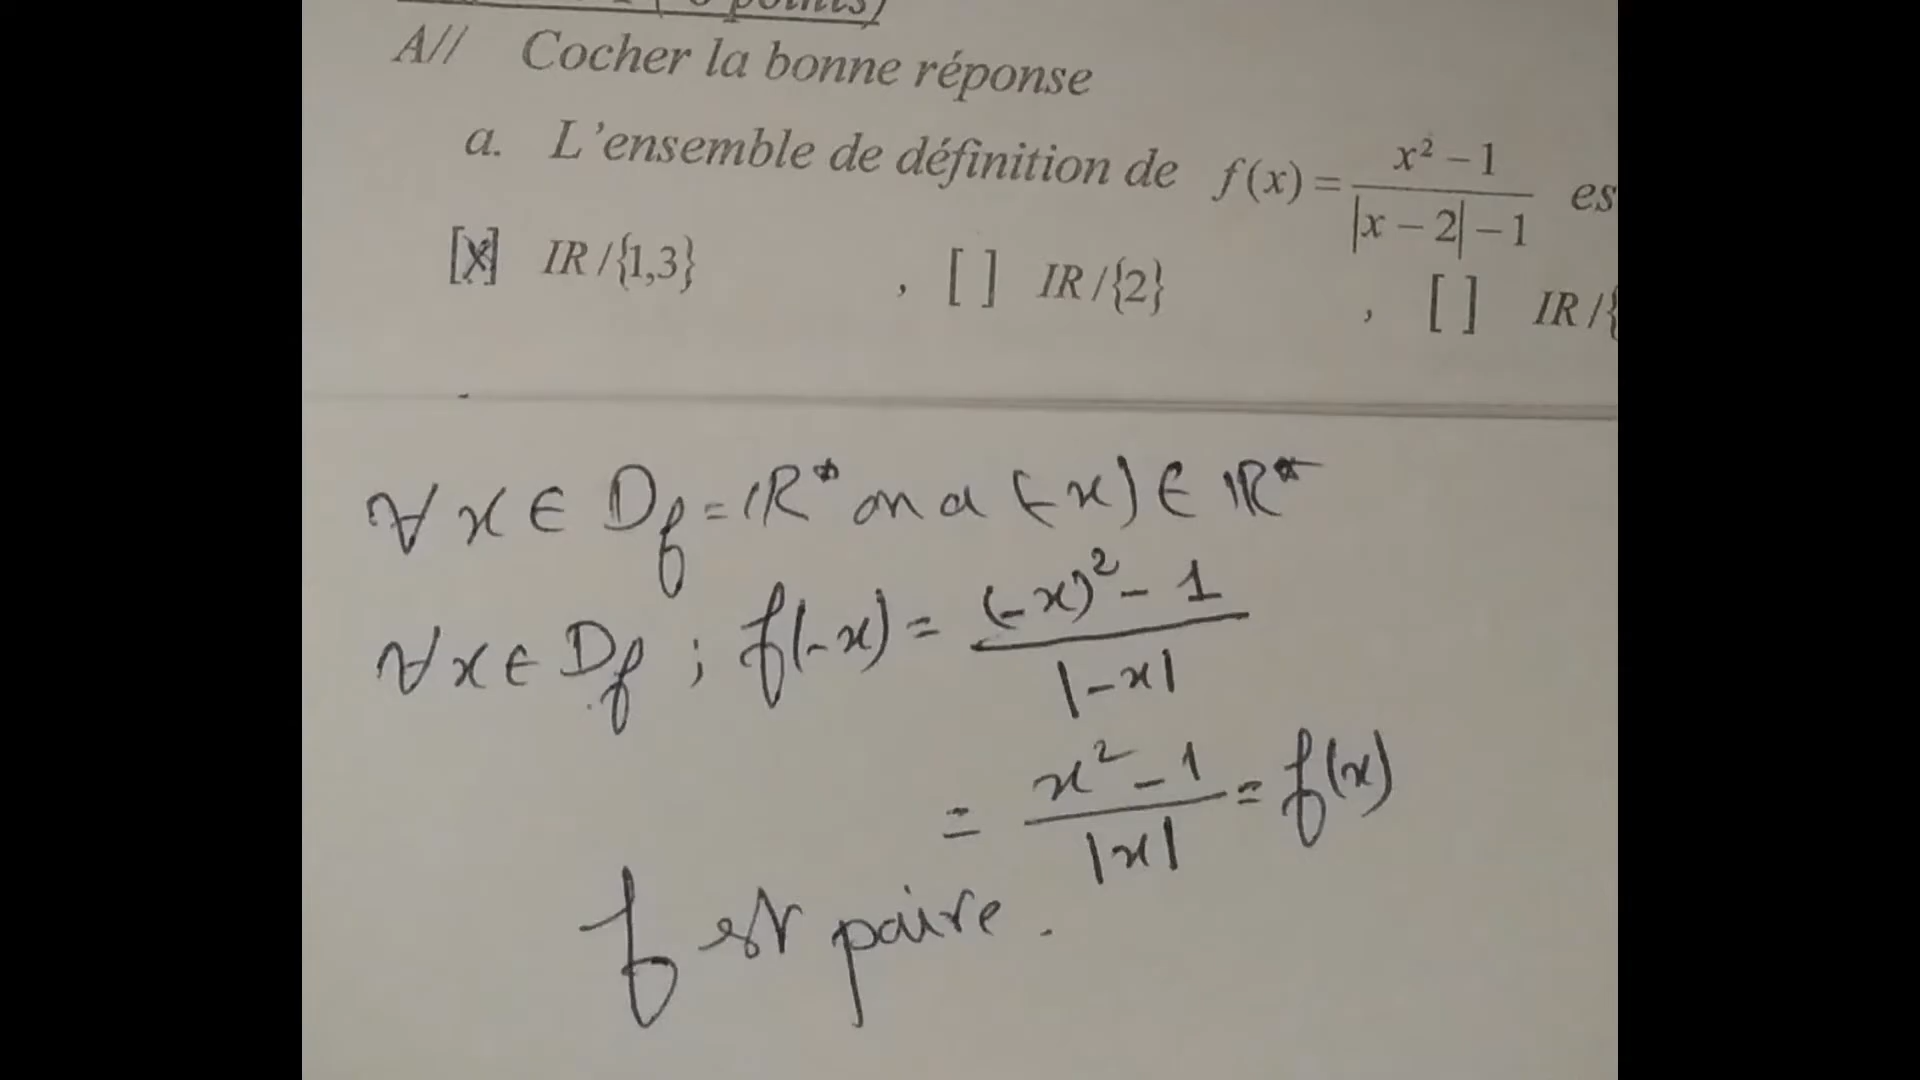 points)
A// Cocher la bonne réponse
a. L'ensemble de définition de f(x) = (x² – 1)/(|x – 2| – 1) es
[X] IR /{1,3} , [ ] IR /{2} , [ ] IR /{
∀x ∈ Df = IR* on a (-x) ∈ IR*
∀x ∈ Df ; f(-x) = ((-x)² - 1)/|-x|
= (x² - 1)/|x| = f(x)
f est paire.